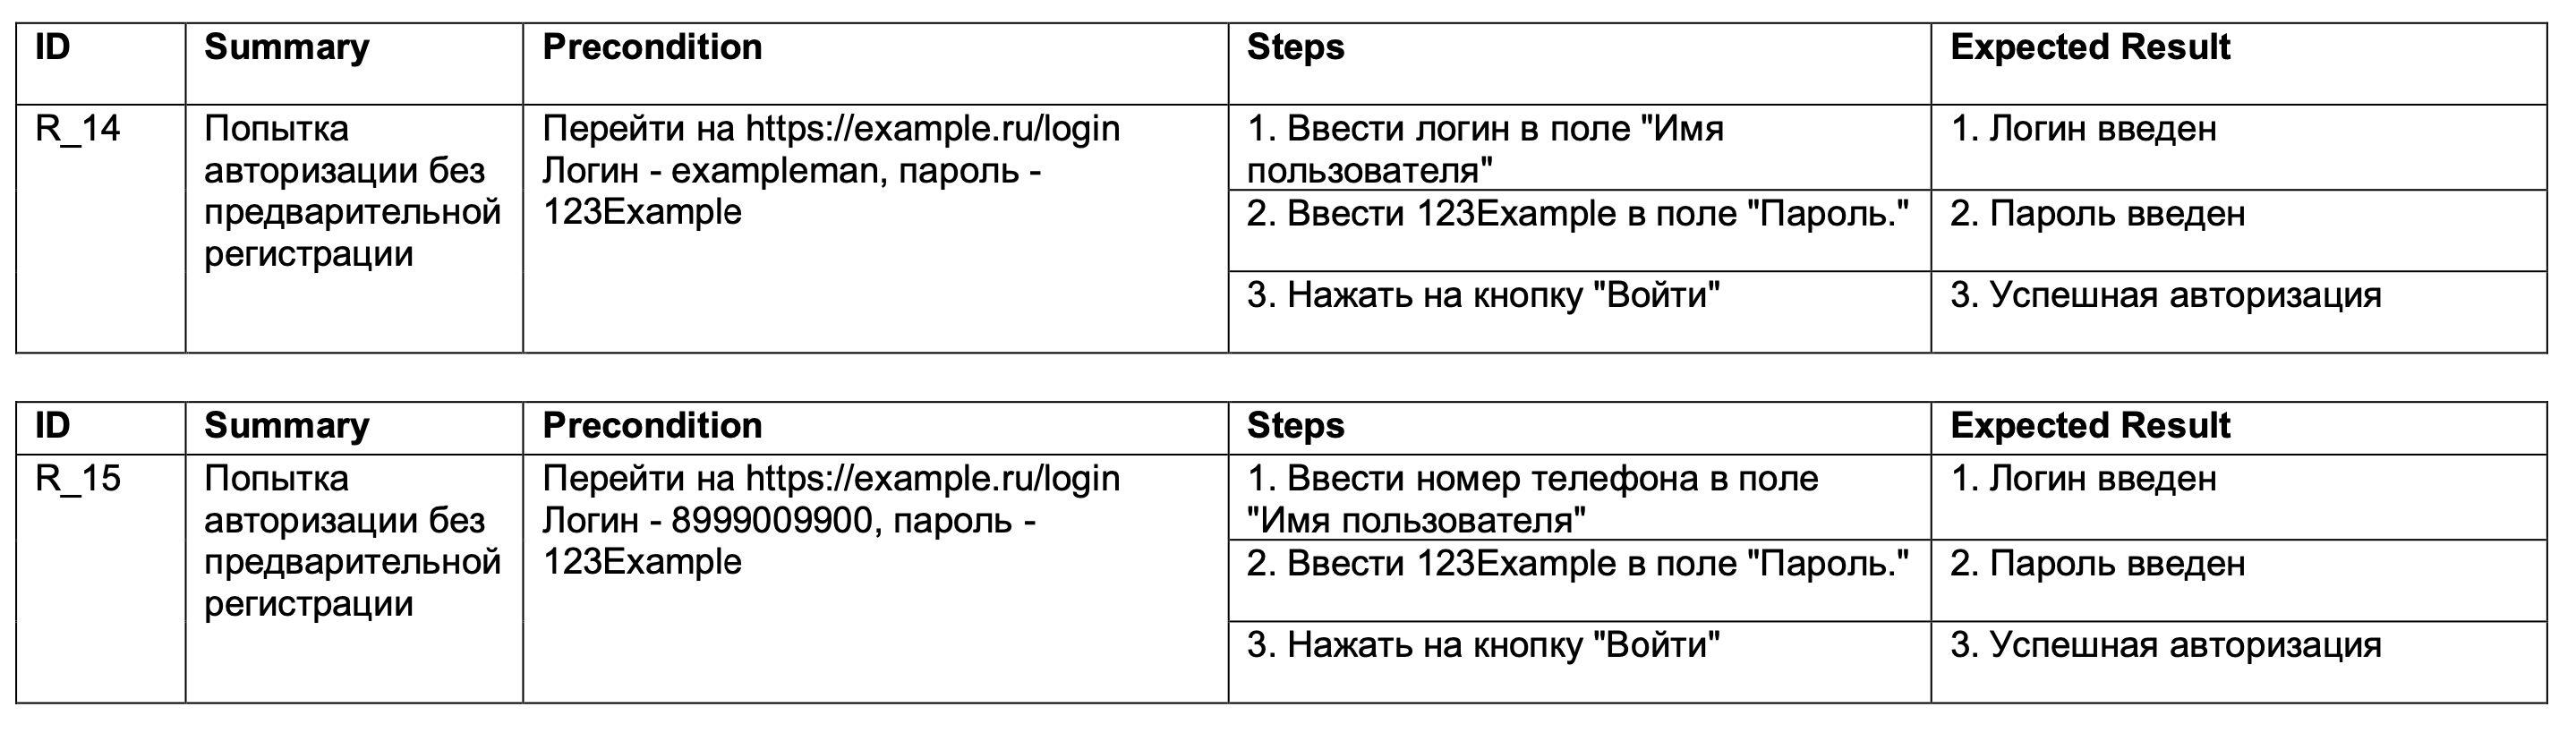 ID Summary Precondition Steps Expected Result
R_14 Попытка авторизации без предварительной регистрации
Перейти на https://example.ru/login
Логин - exampleman, пароль -
123Example
1. Ввести логин в поле "Имя
пользователя"
1. Логин введен
2. Ввести 123Example в поле "Пароль."
2. Пароль введен
3. Нажать на кнопку "Войти"
3. Успешная авторизация
ID Summary Precondition Steps Expected Result
R_15 Попытка авторизации без предварительной регистрации
Перейти на https://example.ru/login
Логин - 8999009900, пароль -
123Example
1. Ввести номер телефона в поле
"Имя пользователя"
1. Логин введен
2. Ввести 123Example в поле "Пароль."
2. Пароль введен
3. Нажать на кнопку "Войти"
3. Успешная авторизация